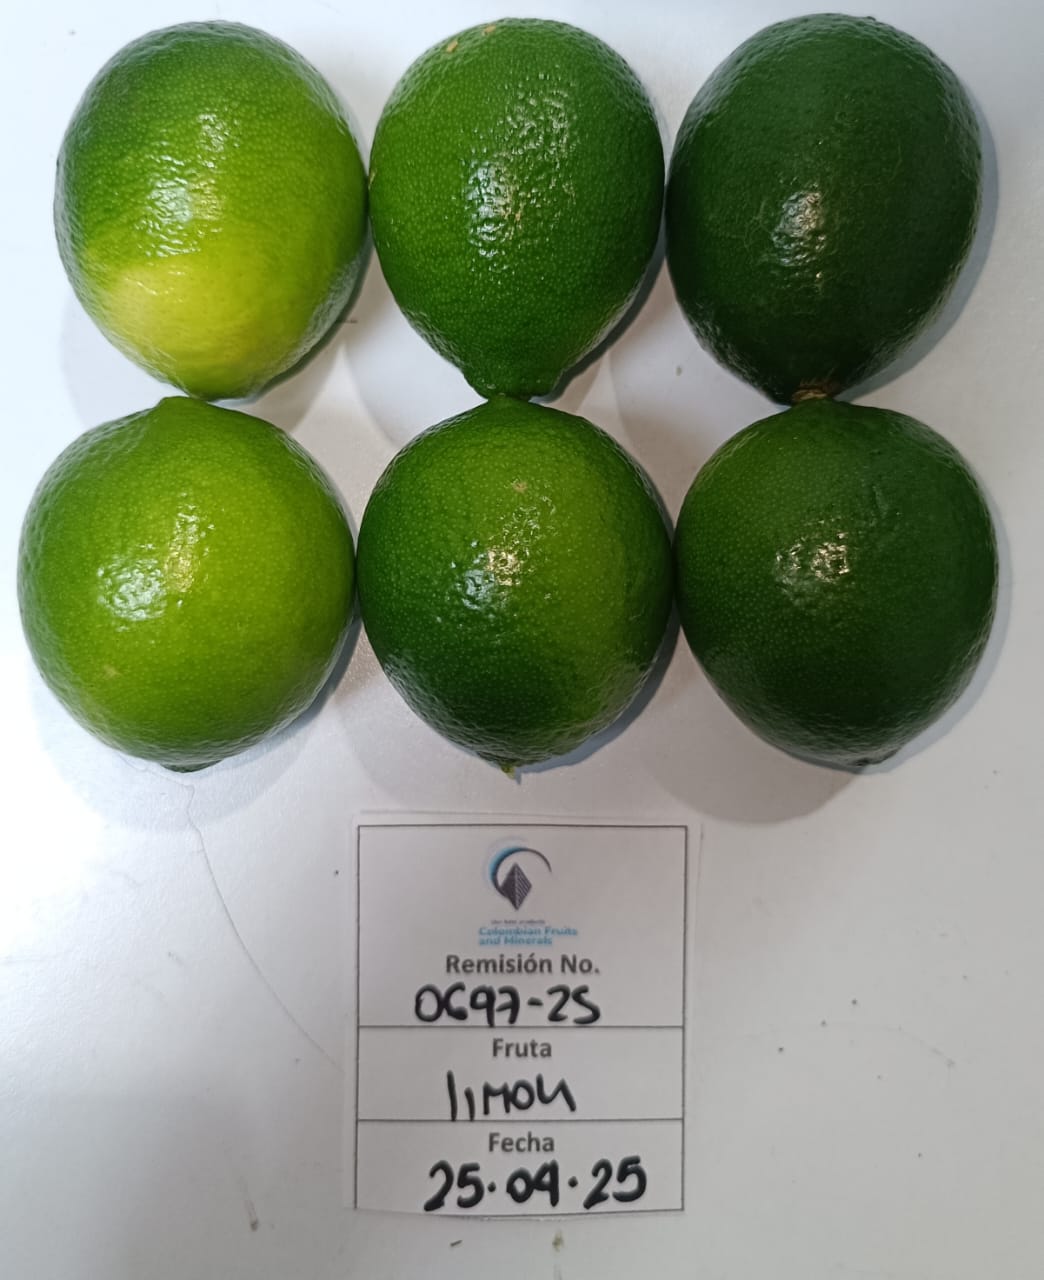 Colombian Fruits
and Minerals
Remisión No.
0697-25
Fruta
limon
Fecha
25.09.25